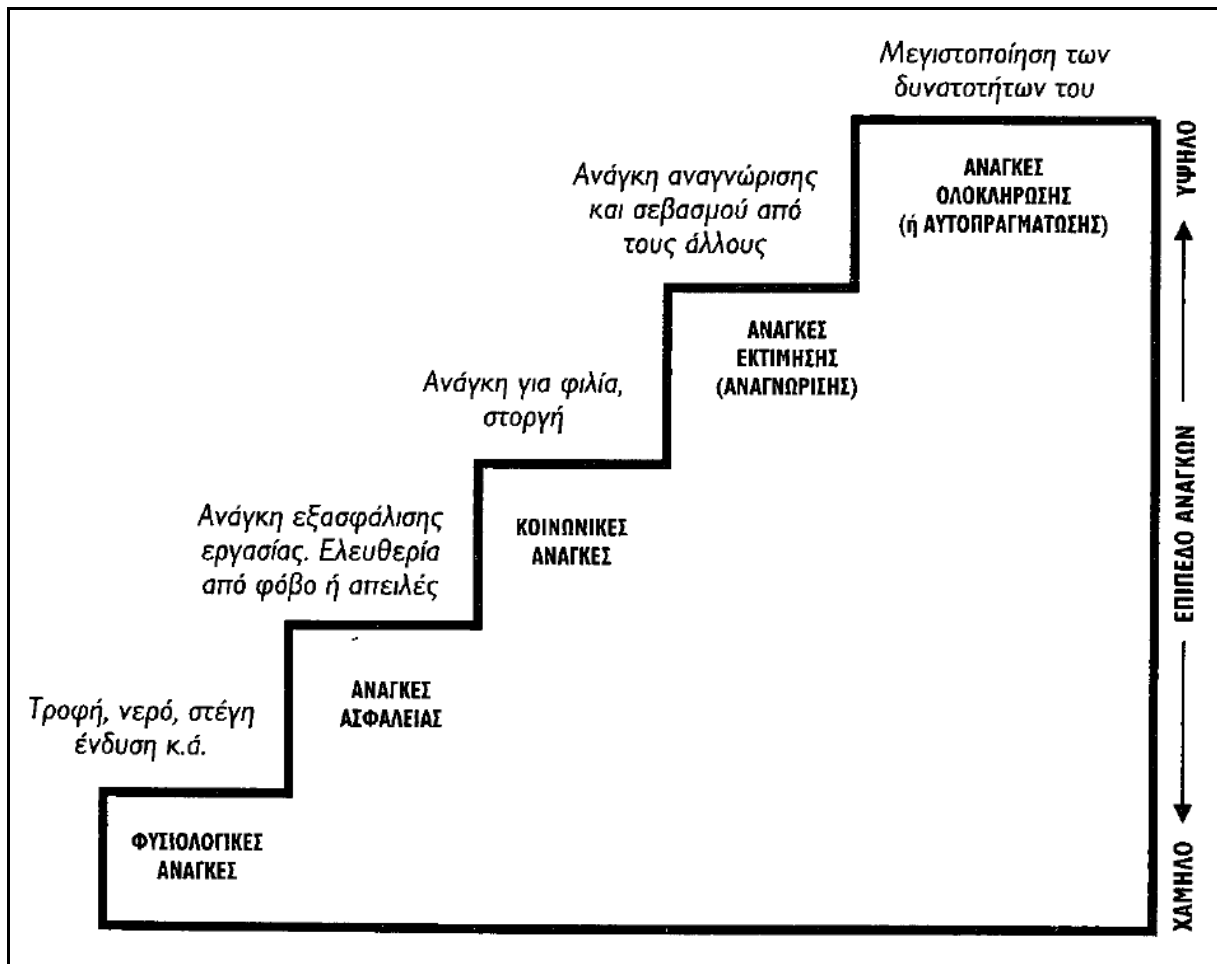 Μεγιστοποίηση των
δυνατοτήτων του
ΑΝΑΓΚΕΣ
ΟΛΟΚΛΗΡΩΣΗΣ
(ή ΑΥΤΟΠΡΑΓΜΑΤΩΣΗΣ)
Ανάγκη αναγνώρισης
και σεβασμού από
τους άλλους
ΑΝΑΓΚΕΣ
ΕΚΤΙΜΗΣΗΣ
(ΑΝΑΓΝΩΡΙΣΗΣ)
Ανάγκη για φιλία,
στοργή
ΚΟΙΝΩΝΙΚΕΣ
ΑΝΑΓΚΕΣ
Ανάγκη εξασφάλισης
εργασίας. Ελευθερία
από φόβο ή απειλές
ΑΝΑΓΚΕΣ
ΑΣΦΑΛΕΙΑΣ
Τροφή, νερό, στέγη
ένδυση κ.ά.
ΦΥΣΙΟΛΟΓΙΚΕΣ
ΑΝΑΓΚΕΣ
ΥΨΗΛΟ
ΕΠΙΠΕΔΟ ΑΝΑΓΚΩΝ
ΧΑΜΗΛΟ